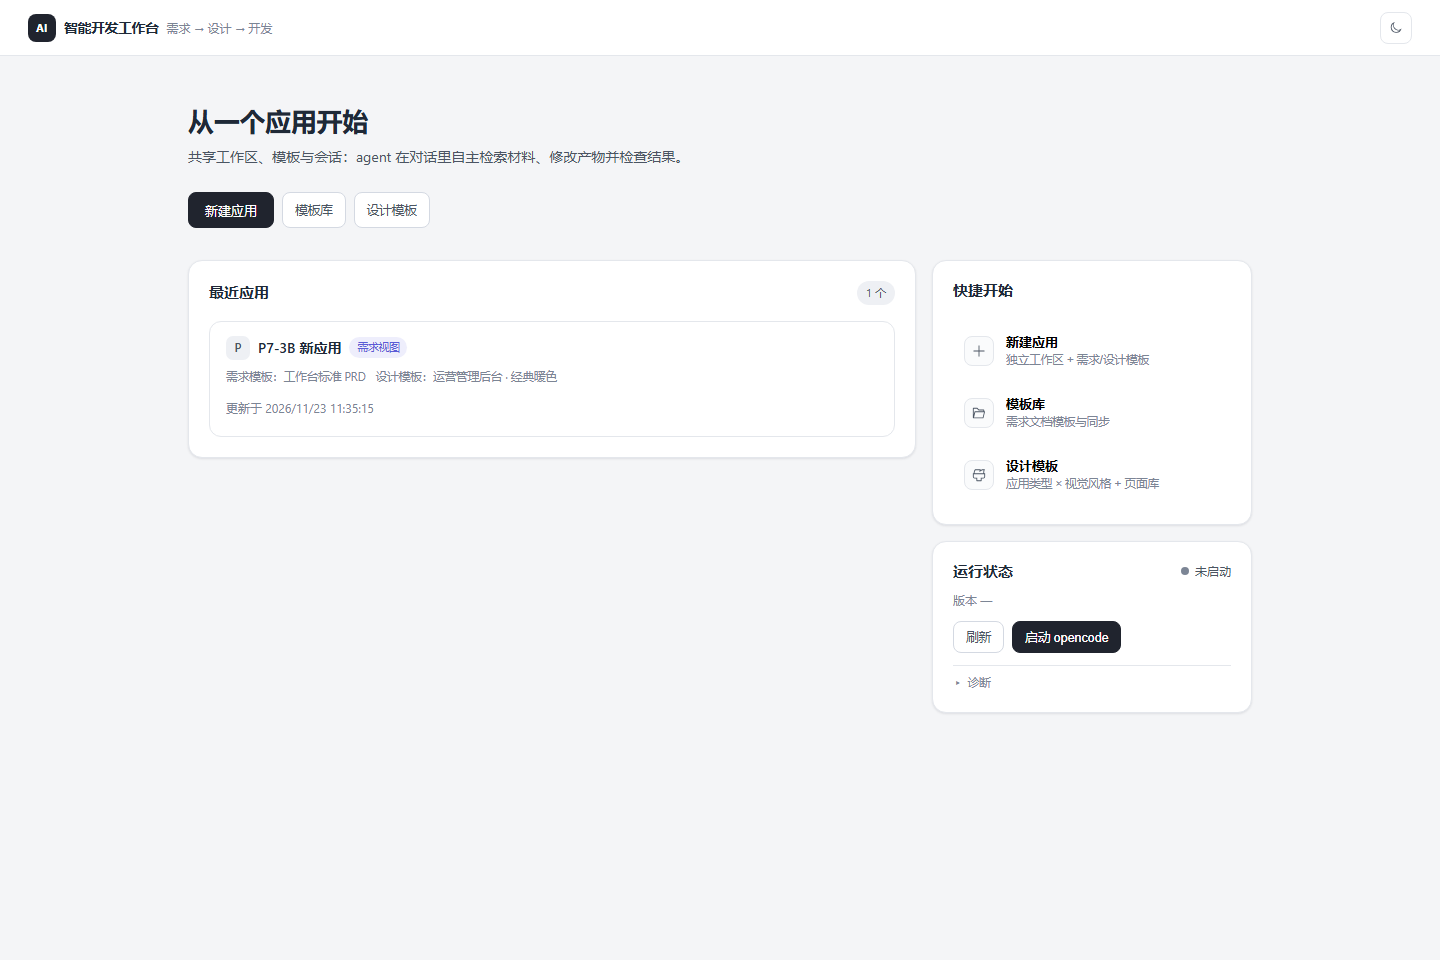 AI 智能开发工作台 需求 → 设计 → 开发
从一个应用开始
共享工作区、模板与会话：agent 在对话里自主检索材料、修改产物并检查结果。
新建应用 模板库 设计模板
最近应用 1 个
P P7-3B 新应用 需求视图
需求模板：工作台标准 PRD 设计模板：运营管理后台 · 经典暖色
更新于 2026/11/23 11:35:15
快捷开始
新建应用
独立工作区 + 需求/设计模板
模板库
需求文档模板与同步
设计模板
应用类型 × 视觉风格 + 页面库
运行状态 未启动
版本 —
刷新 启动 opencode
诊断